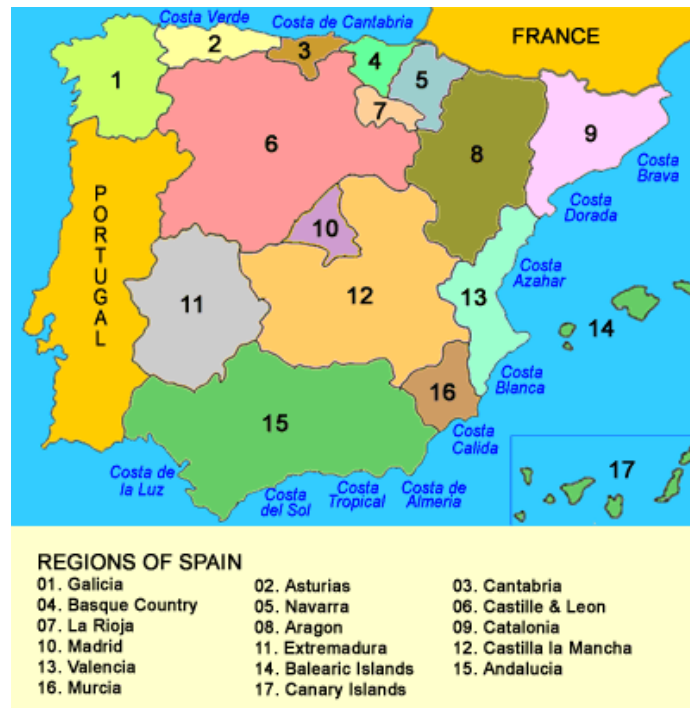 Costa Verde
Costa de Cantabria
FRANCE
1
2
3
4
5
6
7
8
9
Costa
Brava
Costa
Dorada
PORTUGAL
10
11
12
13
Costa
Azahar
14
Costa
Blanca
15
16
Costa
Calida
17
Costa de
la Luz
Costa
del Sol
Costa
Tropical
Costa de
Almeria
REGIONS OF SPAIN
01. Galicia 02. Asturias 03. Cantabria
04. Basque Country 05. Navarra 06. Castille & Leon
07. La Rioja 08. Aragon 09. Catalonia
10. Madrid 11. Extremadura 12. Castilla la Mancha
13. Valencia 14. Balearic Islands 15. Andalucia
16. Murcia 17. Canary Islands